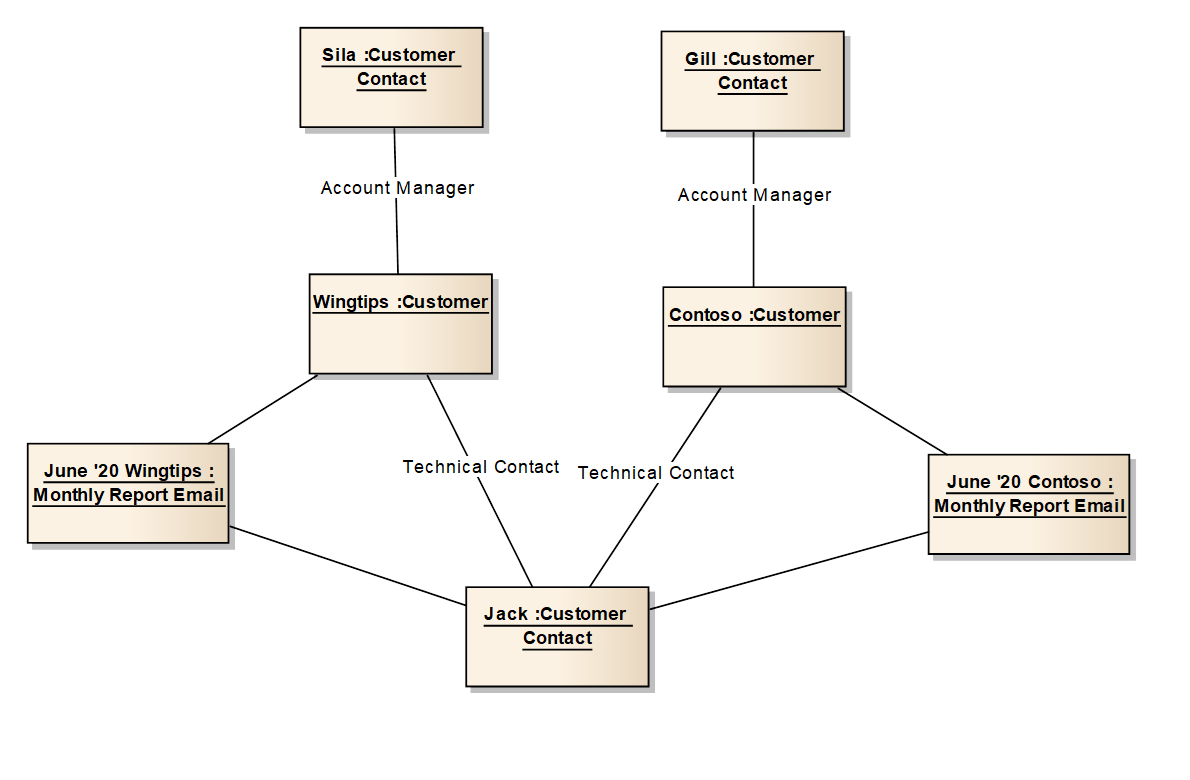 Sila :Customer
Contact
Gill :Customer
Contact
Account Manager
Account Manager
Wingtips :Customer
Contoso :Customer
Technical Contact
Technical Contact
June '20 Wingtips :
Monthly Report Email
June '20 Contoso :
Monthly Report Email
Jack :Customer
Contact